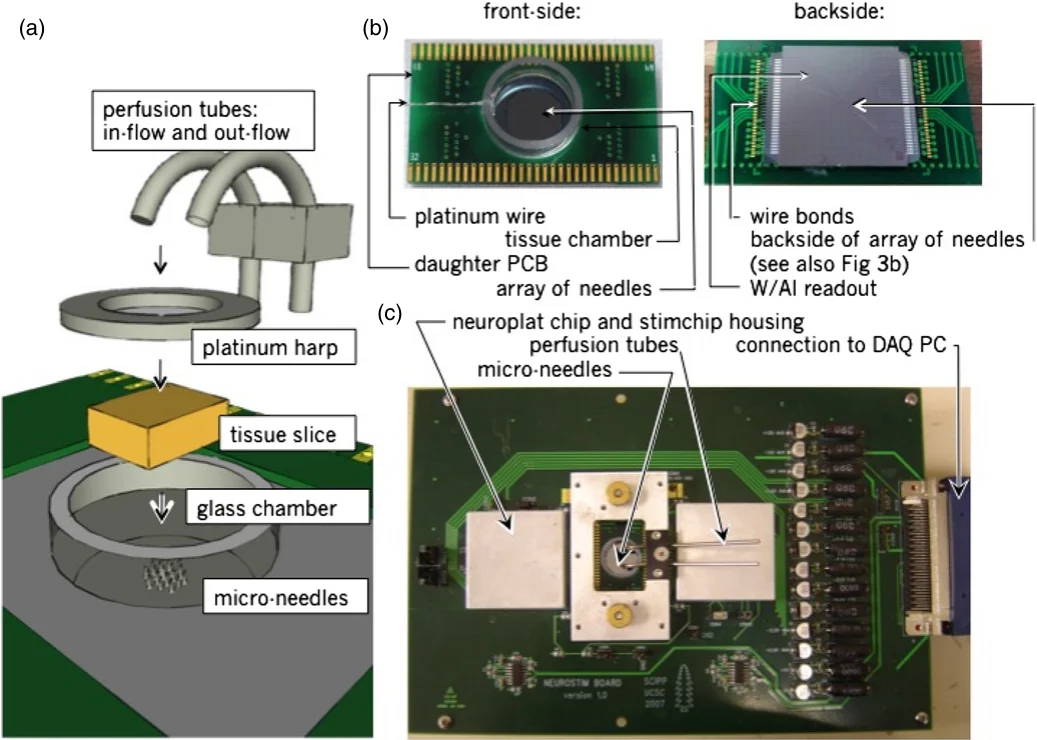 (a)
perfusion tubes:
in-flow and out-flow
platinum harp
tissue slice
glass chamber
micro-needles
(b)
front-side:
backside:
32
1
platinum wire
tissue chamber
daughter PCB
array of needles
wire bonds
backside of array of needles
(see also Fig 3b)
W/Al readout
(c)
neuroplat chip and stimchip housing
perfusion tubes
connection to DAQ PC
micro-needles
NEUROSTIM BOARD
version 1.0
SCIPP
UCSC
2007